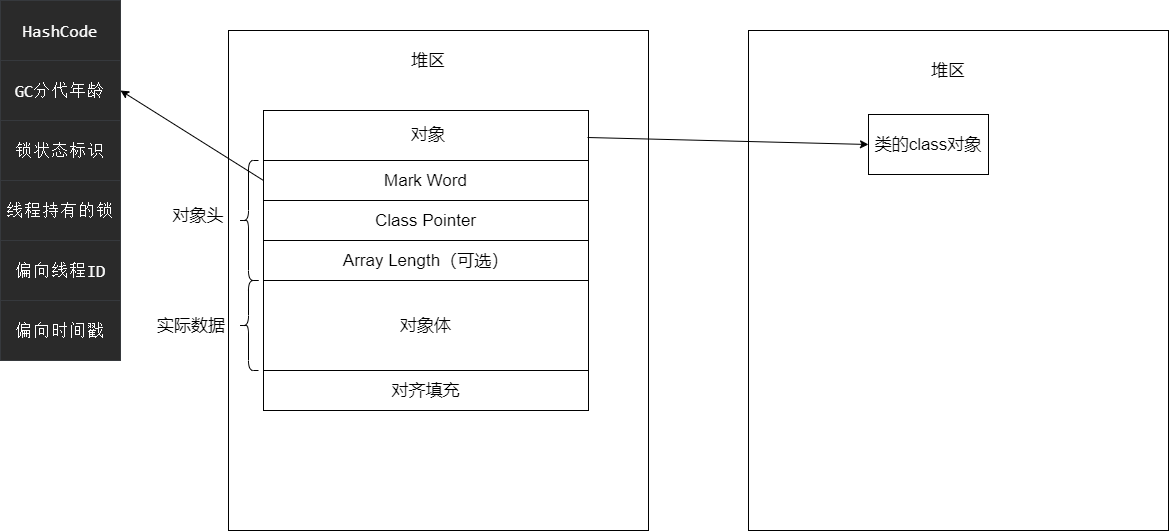 HashCode
GC分代年龄
锁状态标识
线程持有的锁
偏向线程ID
偏向时间戳
堆区
对象
Mark Word
Class Pointer
Array Length（可选）
对象体
对齐填充
对象头
实际数据
堆区
类的class对象